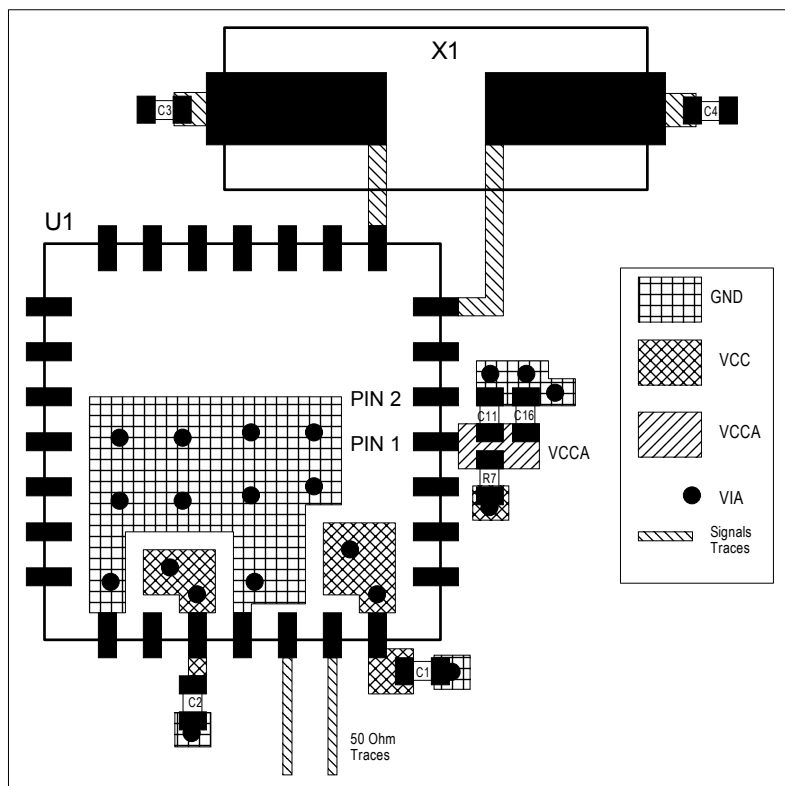 X1
C3
C4
U1
GND
VCC
PIN 2
C11
C16
PIN 1
VCCA
VCCA
R7
VIA
Signals
Traces
C1
C2
50 Ohm
Traces